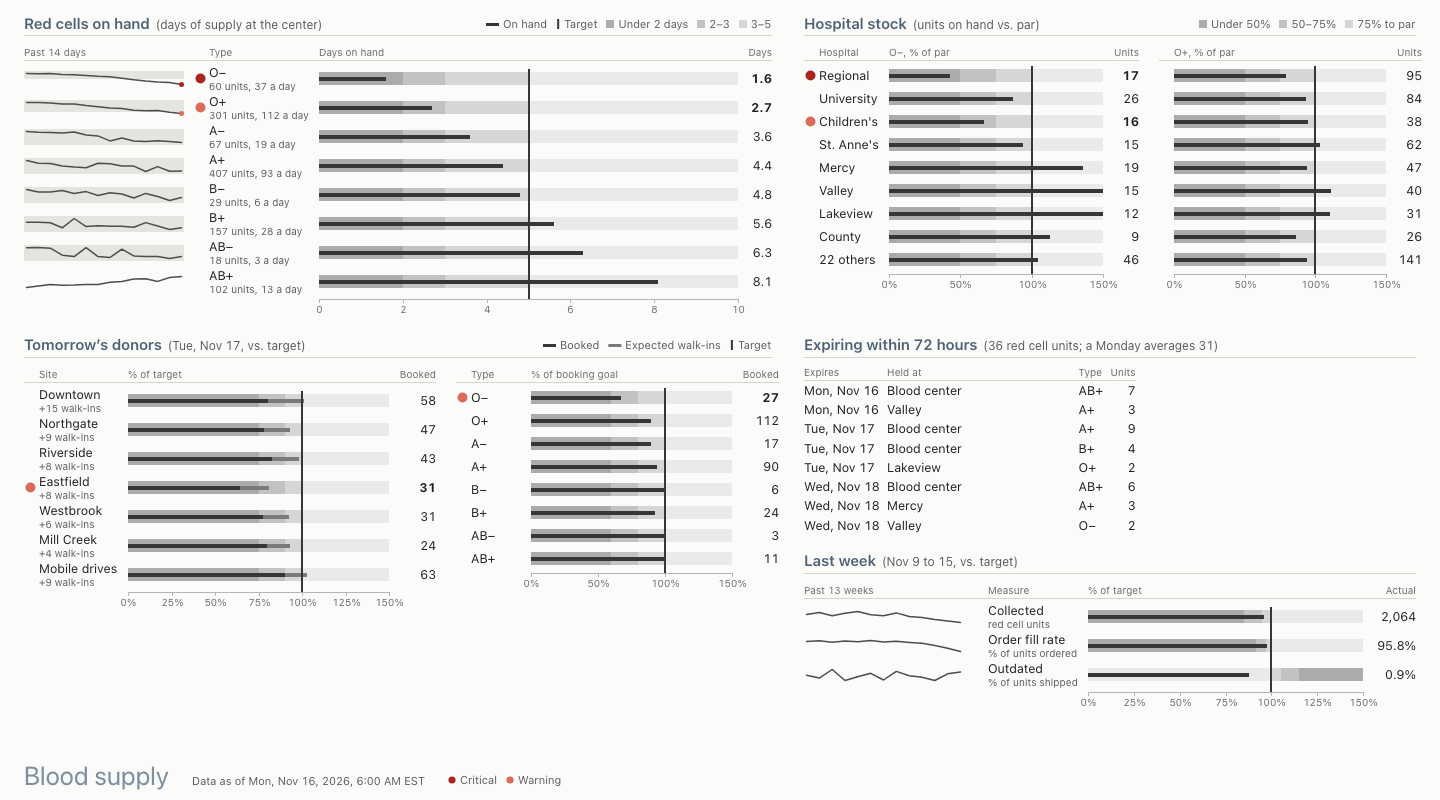 Red cells on hand (days of supply at the center)
On hand Target Under 2 days 2–3 3–5
Past 14 days Type Days on hand Days
O−
60 units, 37 a day
1.6
O+
301 units, 112 a day
2.7
A−
67 units, 19 a day
3.6
A+
407 units, 93 a day
4.4
B−
29 units, 6 a day
4.8
B+
157 units, 28 a day
5.6
AB−
18 units, 3 a day
6.3
AB+
102 units, 13 a day
8.1
0 2 4 6 8 10
Hospital stock (units on hand vs. par)
Under 50% 50–75% 75% to par
Hospital O−, % of par Units O+, % of par Units
Regional 17 95
University 26 84
Children's 16 38
St. Anne's 15 62
Mercy 19 47
Valley 15 40
Lakeview 12 31
County 9 26
22 others 46 141
0% 50% 100% 150% 0% 50% 100% 150%
Tomorrow’s donors (Tue, Nov 17, vs. target)
Booked Expected walk-ins Target
Site % of target Booked
Downtown
+15 walk-ins
58
Northgate
+9 walk-ins
47
Riverside
+8 walk-ins
43
Eastfield
+8 walk-ins
31
Westbrook
+6 walk-ins
31
Mill Creek
+4 walk-ins
24
Mobile drives
+9 walk-ins
63
0% 25% 50% 75% 100% 125% 150%
Type % of booking goal Booked
O− 27
O+ 112
A− 17
A+ 90
B− 6
B+ 24
AB− 3
AB+ 11
0% 50% 100% 150%
Expiring within 72 hours (36 red cell units; a Monday averages 31)
Expires Held at Type Units
Mon, Nov 16 Blood center AB+ 7
Mon, Nov 16 Valley A+ 3
Tue, Nov 17 Blood center A+ 9
Tue, Nov 17 Blood center B+ 4
Tue, Nov 17 Lakeview O+ 2
Wed, Nov 18 Blood center AB+ 6
Wed, Nov 18 Mercy A+ 3
Wed, Nov 18 Valley O− 2
Last week (Nov 9 to 15, vs. target)
Past 13 weeks Measure % of target Actual
Collected
red cell units
2,064
Order fill rate
% of units ordered
95.8%
Outdated
% of units shipped
0.9%
0% 25% 50% 75% 100% 125% 150%
Blood supply Data as of Mon, Nov 16, 2026, 6:00 AM EST Critical Warning